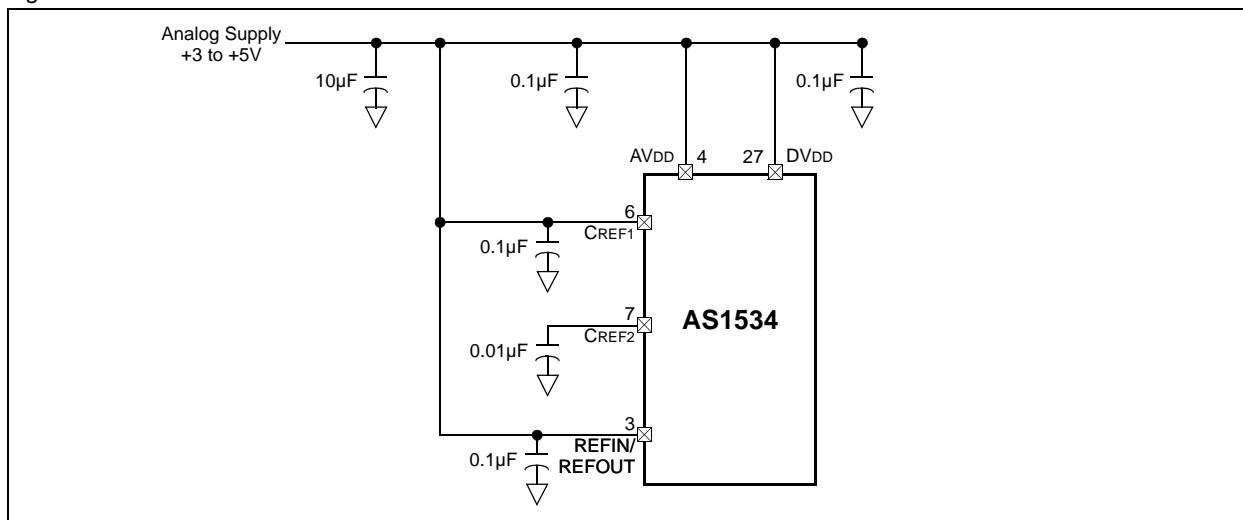 Analog Supply
+3 to +5V
10µF
0.1µF
0.1µF
AVDD 4 27 DVDD
6
CREF1
0.1µF
7
CREF2
AS1534
0.01µF
3
REFIN/
REFOUT
0.1µF